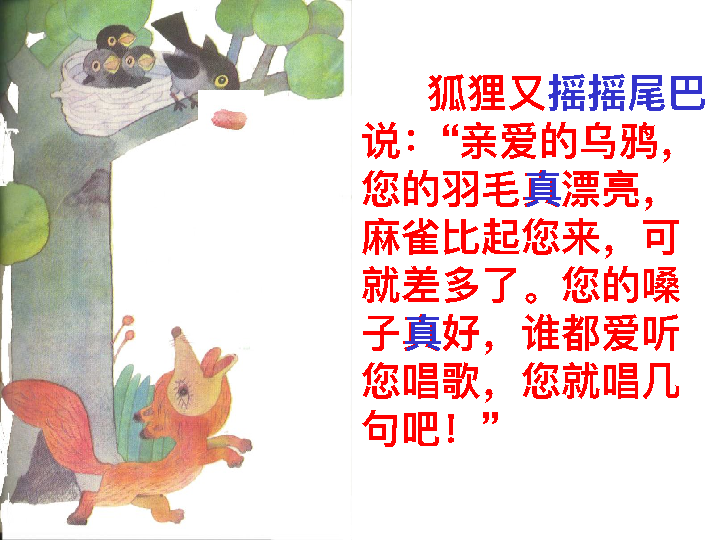 狐狸又摇摇尾巴
说：“亲爱的乌鸦，
您的羽毛真漂亮，
麻雀比起您来，可
就差多了。您的嗓
子真好，谁都爱听
您唱歌，您就唱几
句吧！”